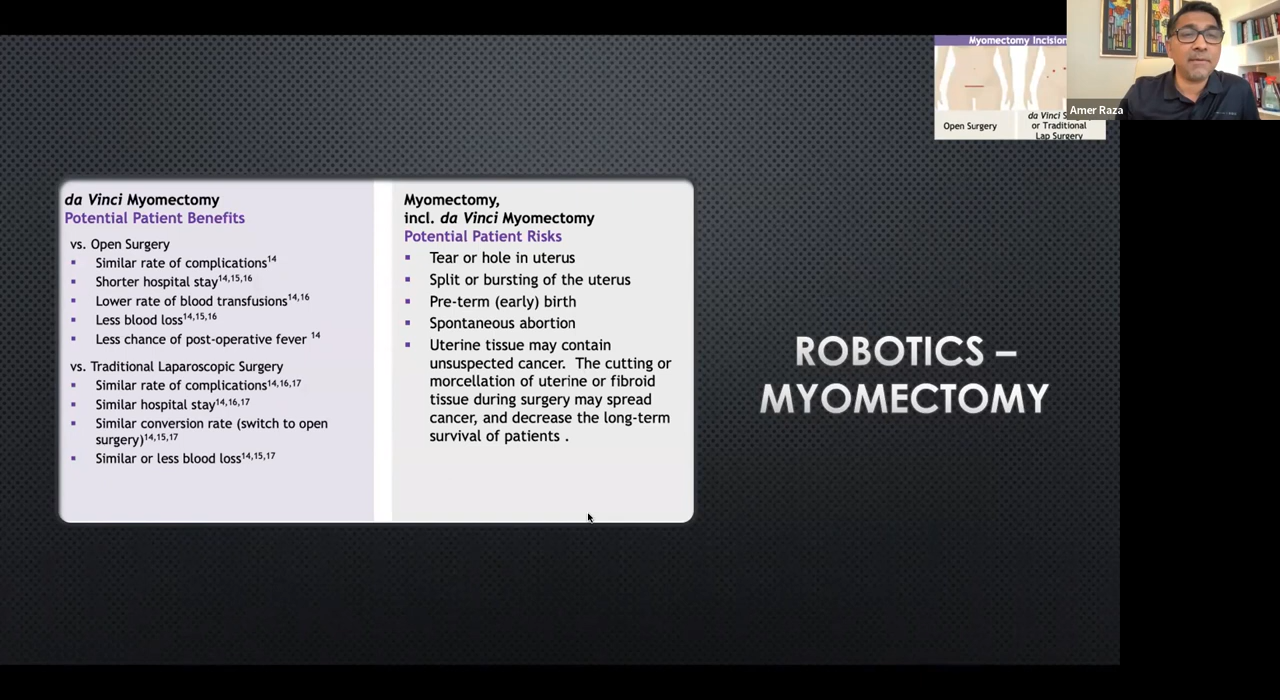 Myomectomy Incision
Amer Raza
Open Surgery
da Vinci
or Traditional
Lap Surgery
da Vinci Myomectomy
Potential Patient Benefits
vs. Open Surgery
▪ Similar rate of complications14
▪ Shorter hospital stay14,15,16
▪ Lower rate of blood transfusions14,16
▪ Less blood loss14,15,16
▪ Less chance of post-operative fever 14
vs. Traditional Laparoscopic Surgery
▪ Similar rate of complications14,16,17
▪ Similar hospital stay14,16,17
▪ Similar conversion rate (switch to open
surgery)14,15,17
▪ Similar or less blood loss14,15,17
Myomectomy,
incl. da Vinci Myomectomy
Potential Patient Risks
▪ Tear or hole in uterus
▪ Split or bursting of the uterus
▪ Pre-term (early) birth
▪ Spontaneous abortion
▪ Uterine tissue may contain
unsuspected cancer. The cutting or
morcellation of uterine or fibroid
tissue during surgery may spread
cancer, and decrease the long-term
survival of patients .
ROBOTICS –
MYOMECTOMY